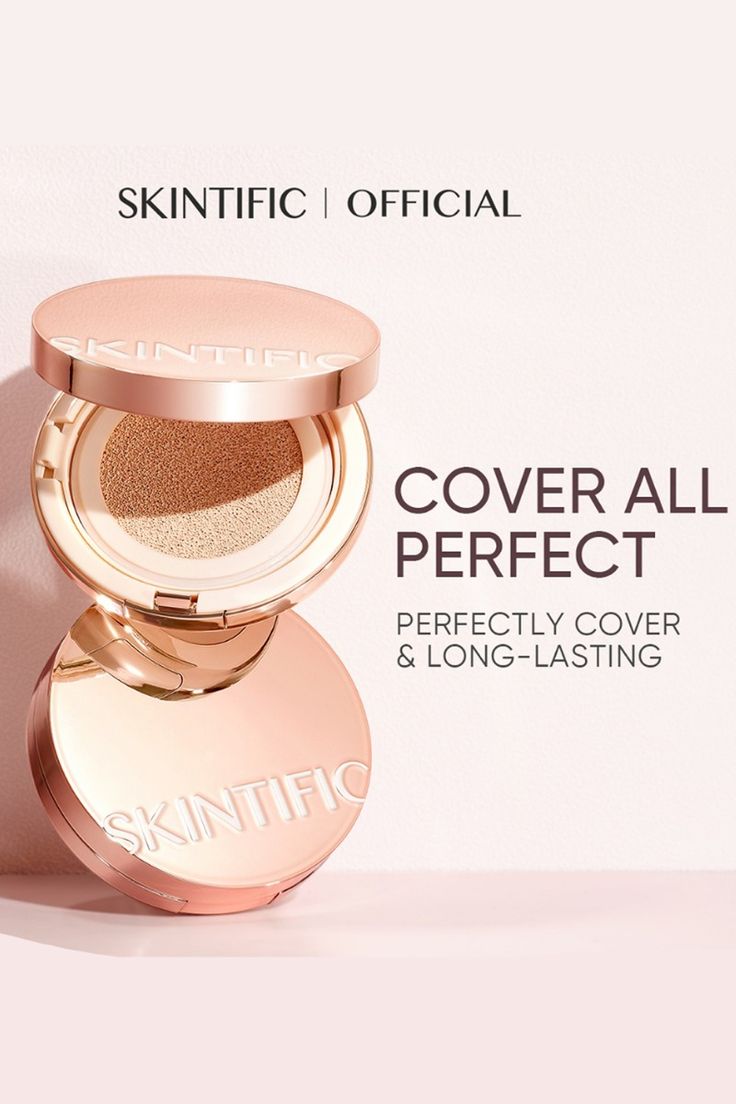 SKINTIFIC | OFFICIAL
SKINTIFIC
COVER ALL
PERFECT
PERFECTLY COVER
& LONG-LASTING
SKINTIFIC